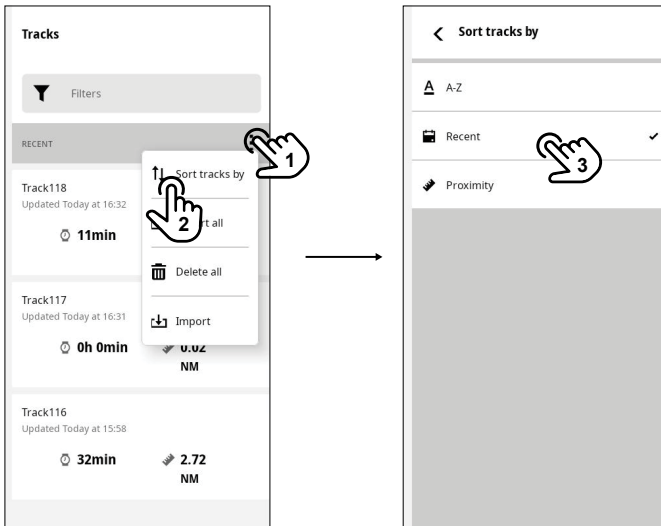 Tracks
Filters
RECENT
1
Sort tracks by
2
rt all
Delete all
Import
Track118
Updated Today at 16:32
11min
Track117
Updated Today at 16:31
0h 0min
0.02
NM
Track116
Updated Today at 15:58
32min
2.72
NM
Sort tracks by
A A-Z
Recent
3
Proximity